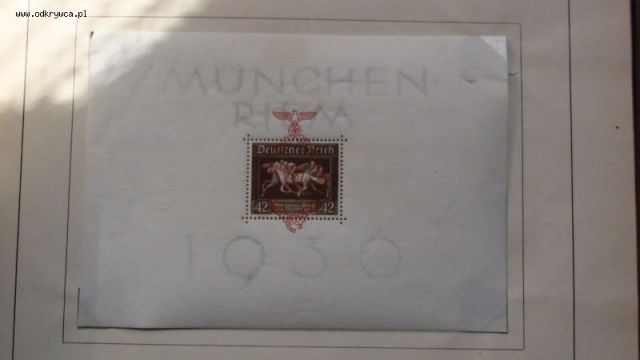 www.odkrywca.pl
MÜNCHEN
RIEM
Deutsches Reich
42 42
1936